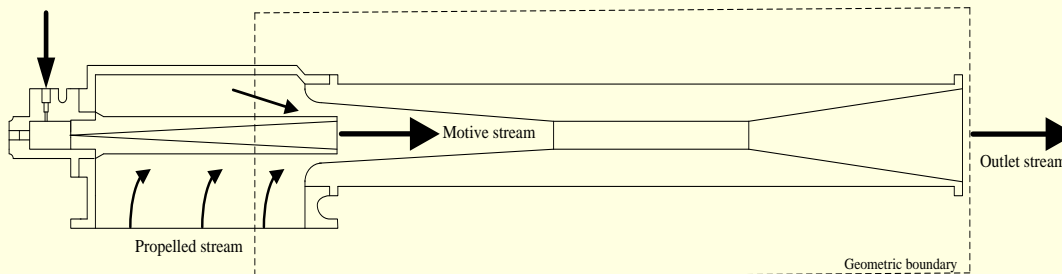 Motive stream
Outlet stream
Propelled stream
Geometric boundary